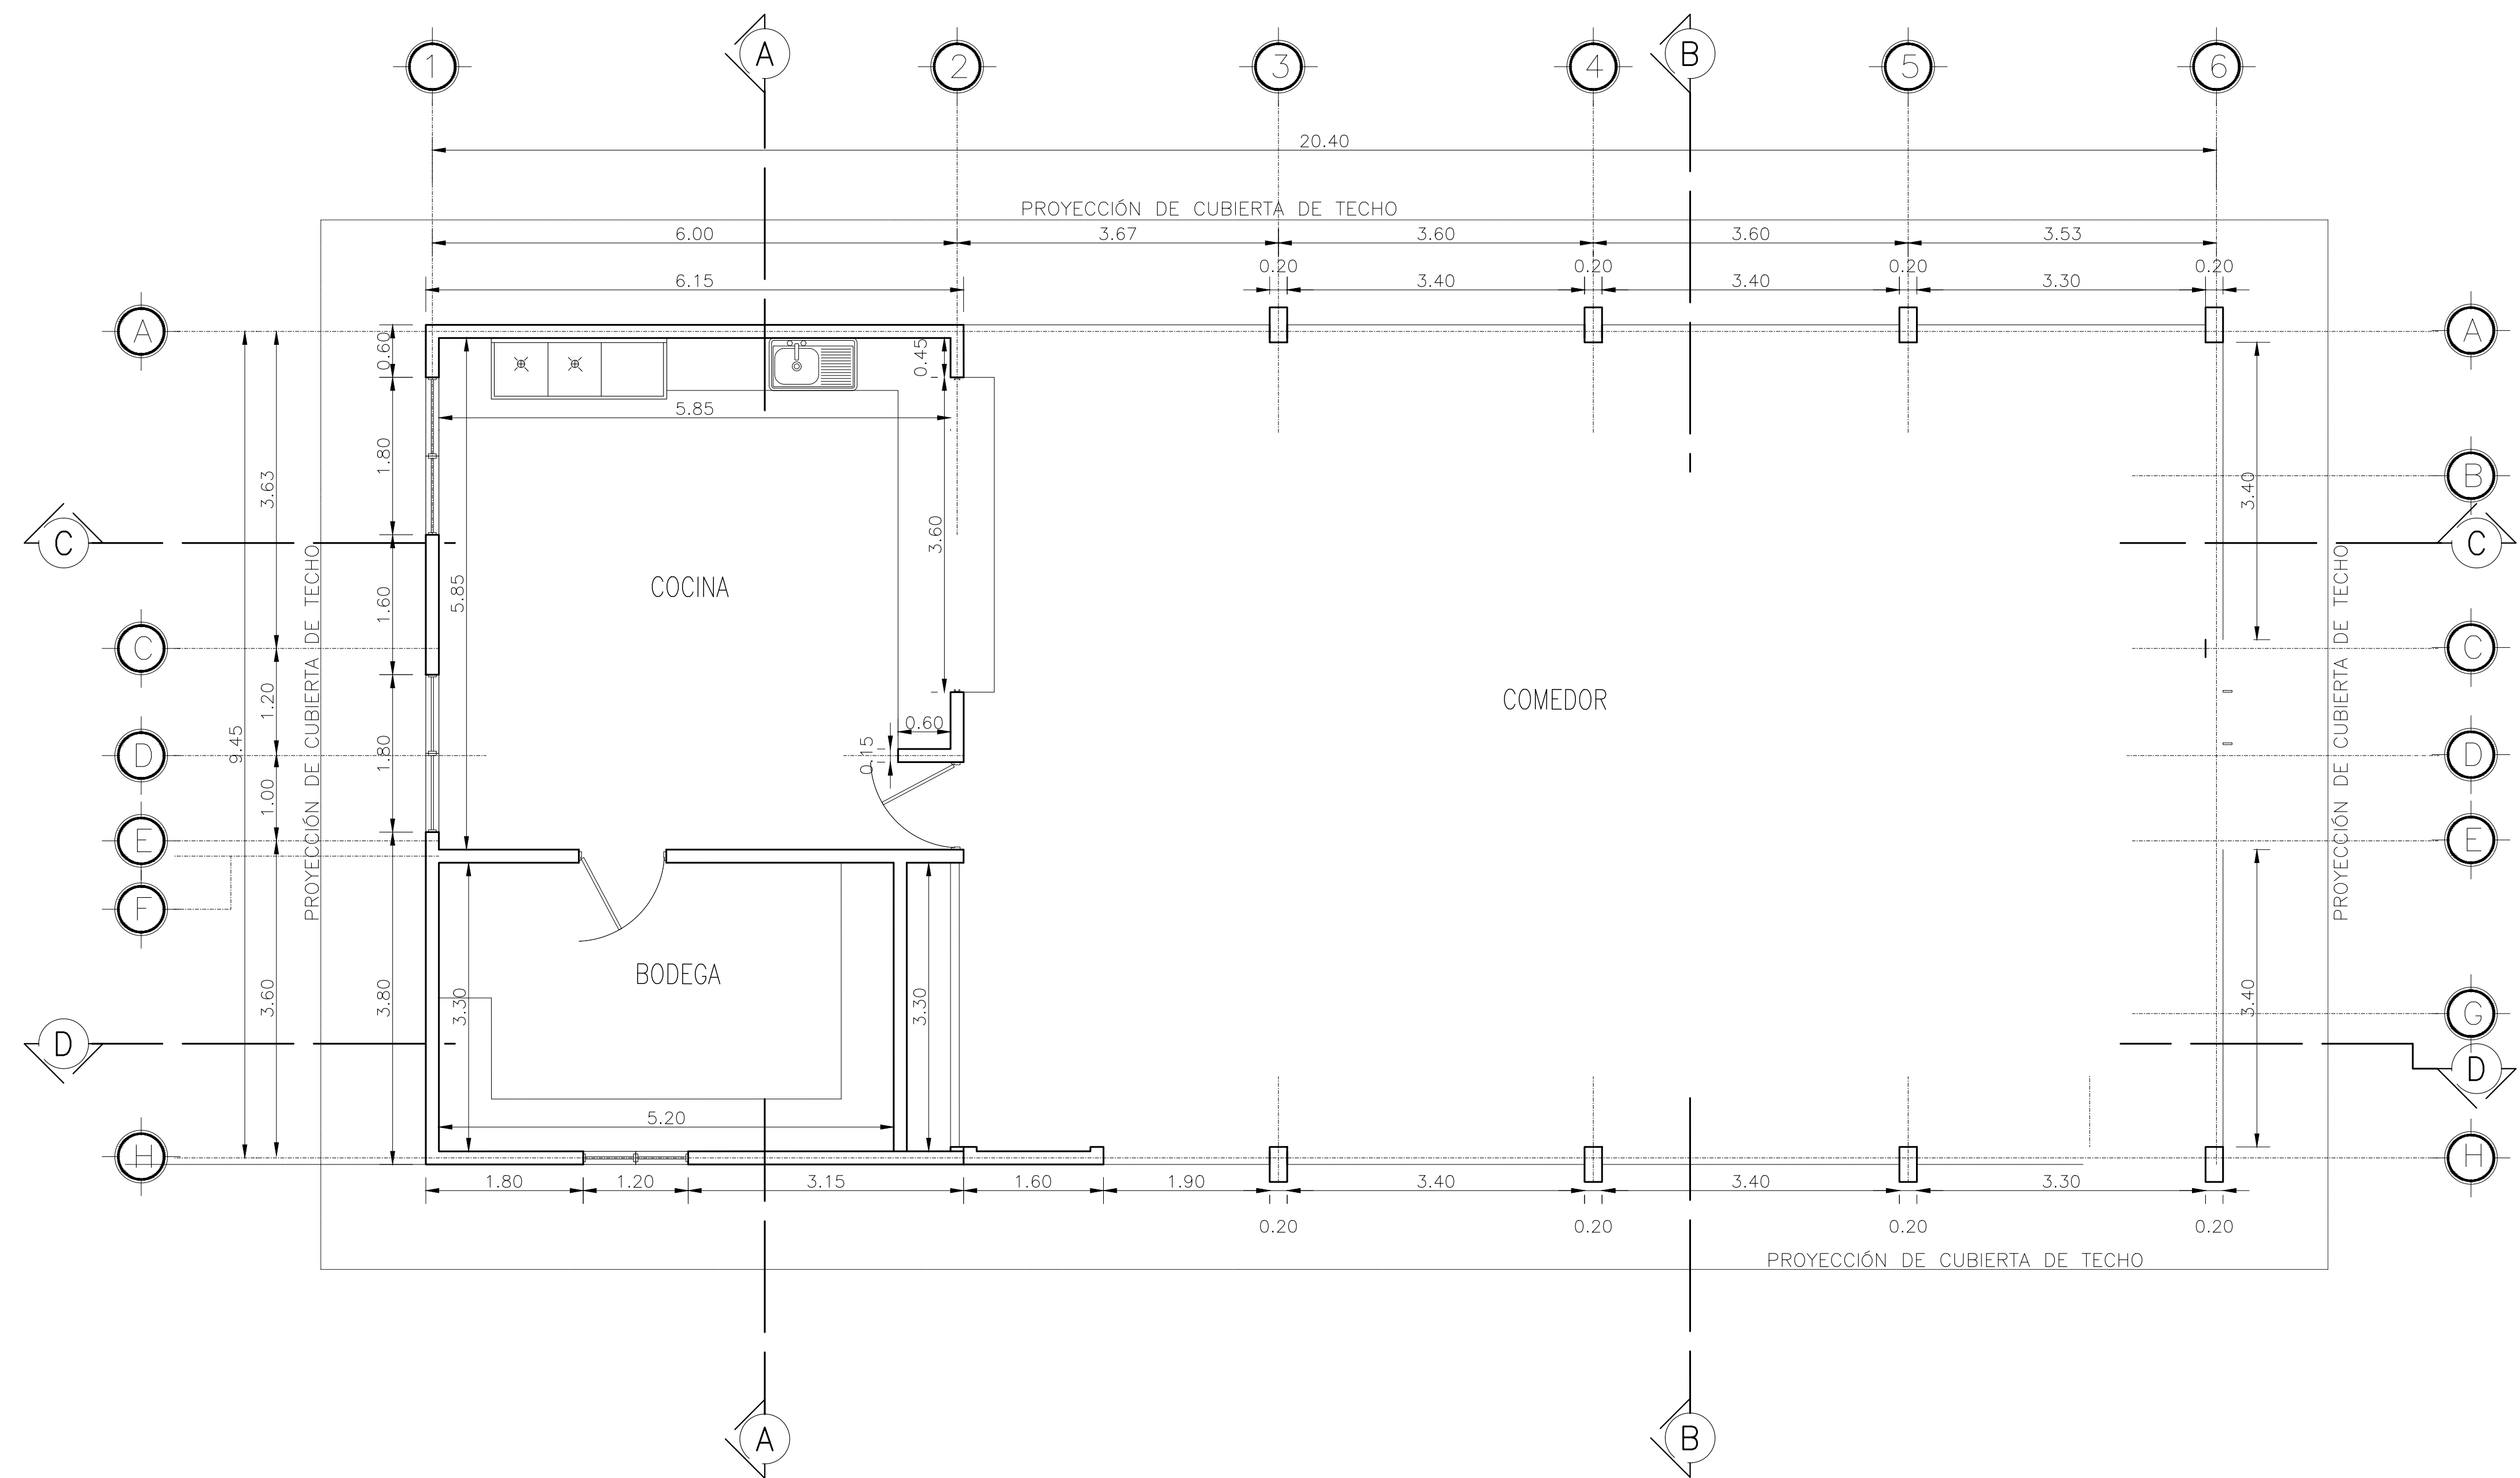 1 A 2 3 4 B 5 6
20.40
PROYECCIÓN DE CUBIERTA DE TECHO
6.00 3.67 3.60 3.60 3.53
0.20 0.20 0.20 0.20
6.15 3.40 3.40 3.30
A A
0.60 0.45
5.85
1.80 3.40
B
3.63
3.60
C C
5.85
COCINA
1.60
PROYECCIÓN DE CUBIERTA DE TECHO
PROYECCIÓN DE CUBIERTA DE TECHO
C C
1.20
COMEDOR
0.60
9.45
1.80
0.15
D D
1.00
E E
F
BODEGA
3.60
3.80
3.30
3.30
3.40
G
D D
5.20
H H
1.80 1.20 3.15 1.60 1.90 3.40 3.40 3.30
0.20 0.20 0.20 0.20
PROYECCIÓN DE CUBIERTA DE TECHO
A B